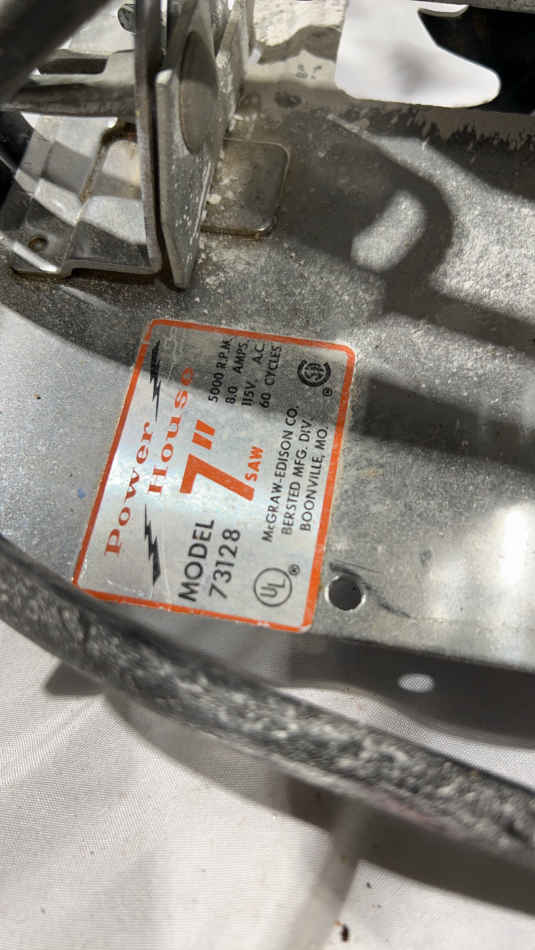 Power
House
7"
SAW
MODEL
73128
5000 R.P.M.
8.0 AMPS.
115V. A.C.
60 CYCLES
McGRAW-EDISON CO.
BERSTED MFG. DIV.
BOONVILLE, MO.
UL ®
SA ®